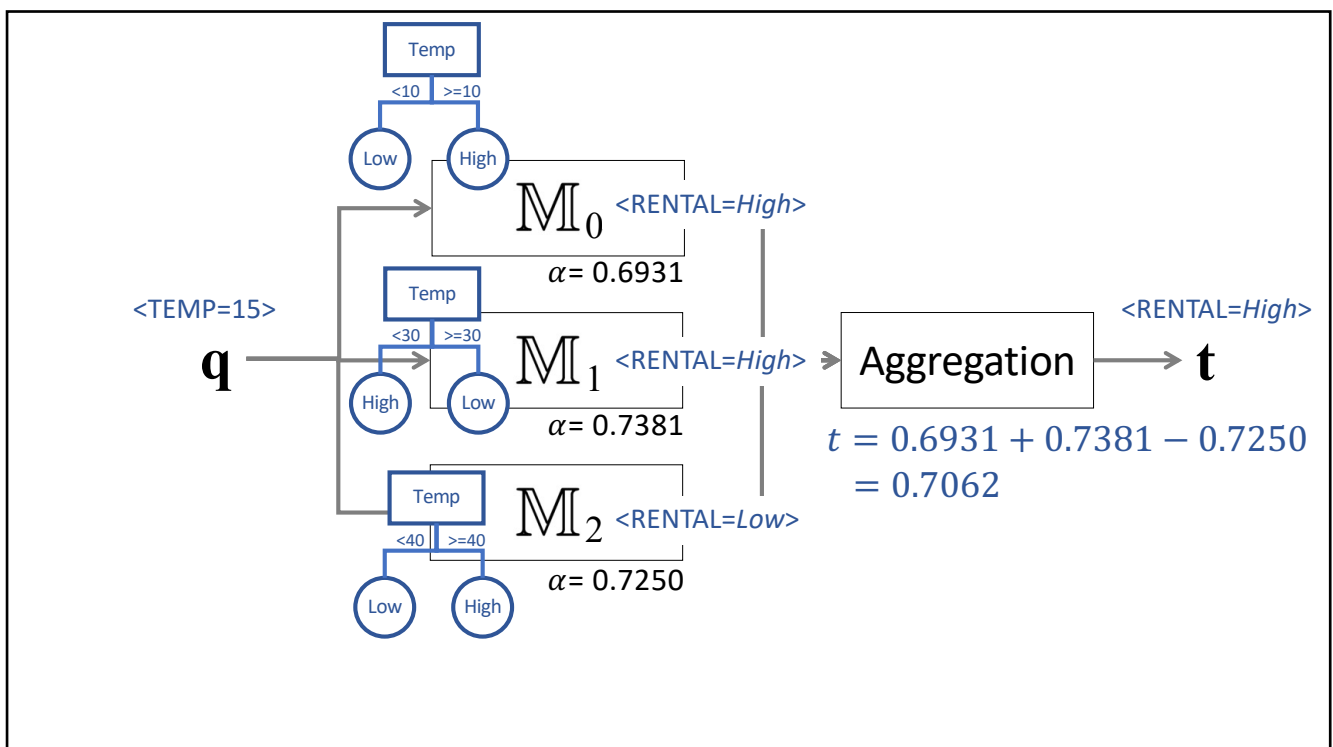 Temp
<10 >=10
Low High
𝕄0 <RENTAL=High>
α= 0.6931
<TEMP=15>
q
Temp
<30 >=30
High Low
𝕄1 <RENTAL=High>
α= 0.7381
Temp
<40 >=40
Low High
𝕄2 <RENTAL=Low>
α= 0.7250
Aggregation
<RENTAL=High>
t
t = 0.6931 + 0.7381 − 0.7250
= 0.7062